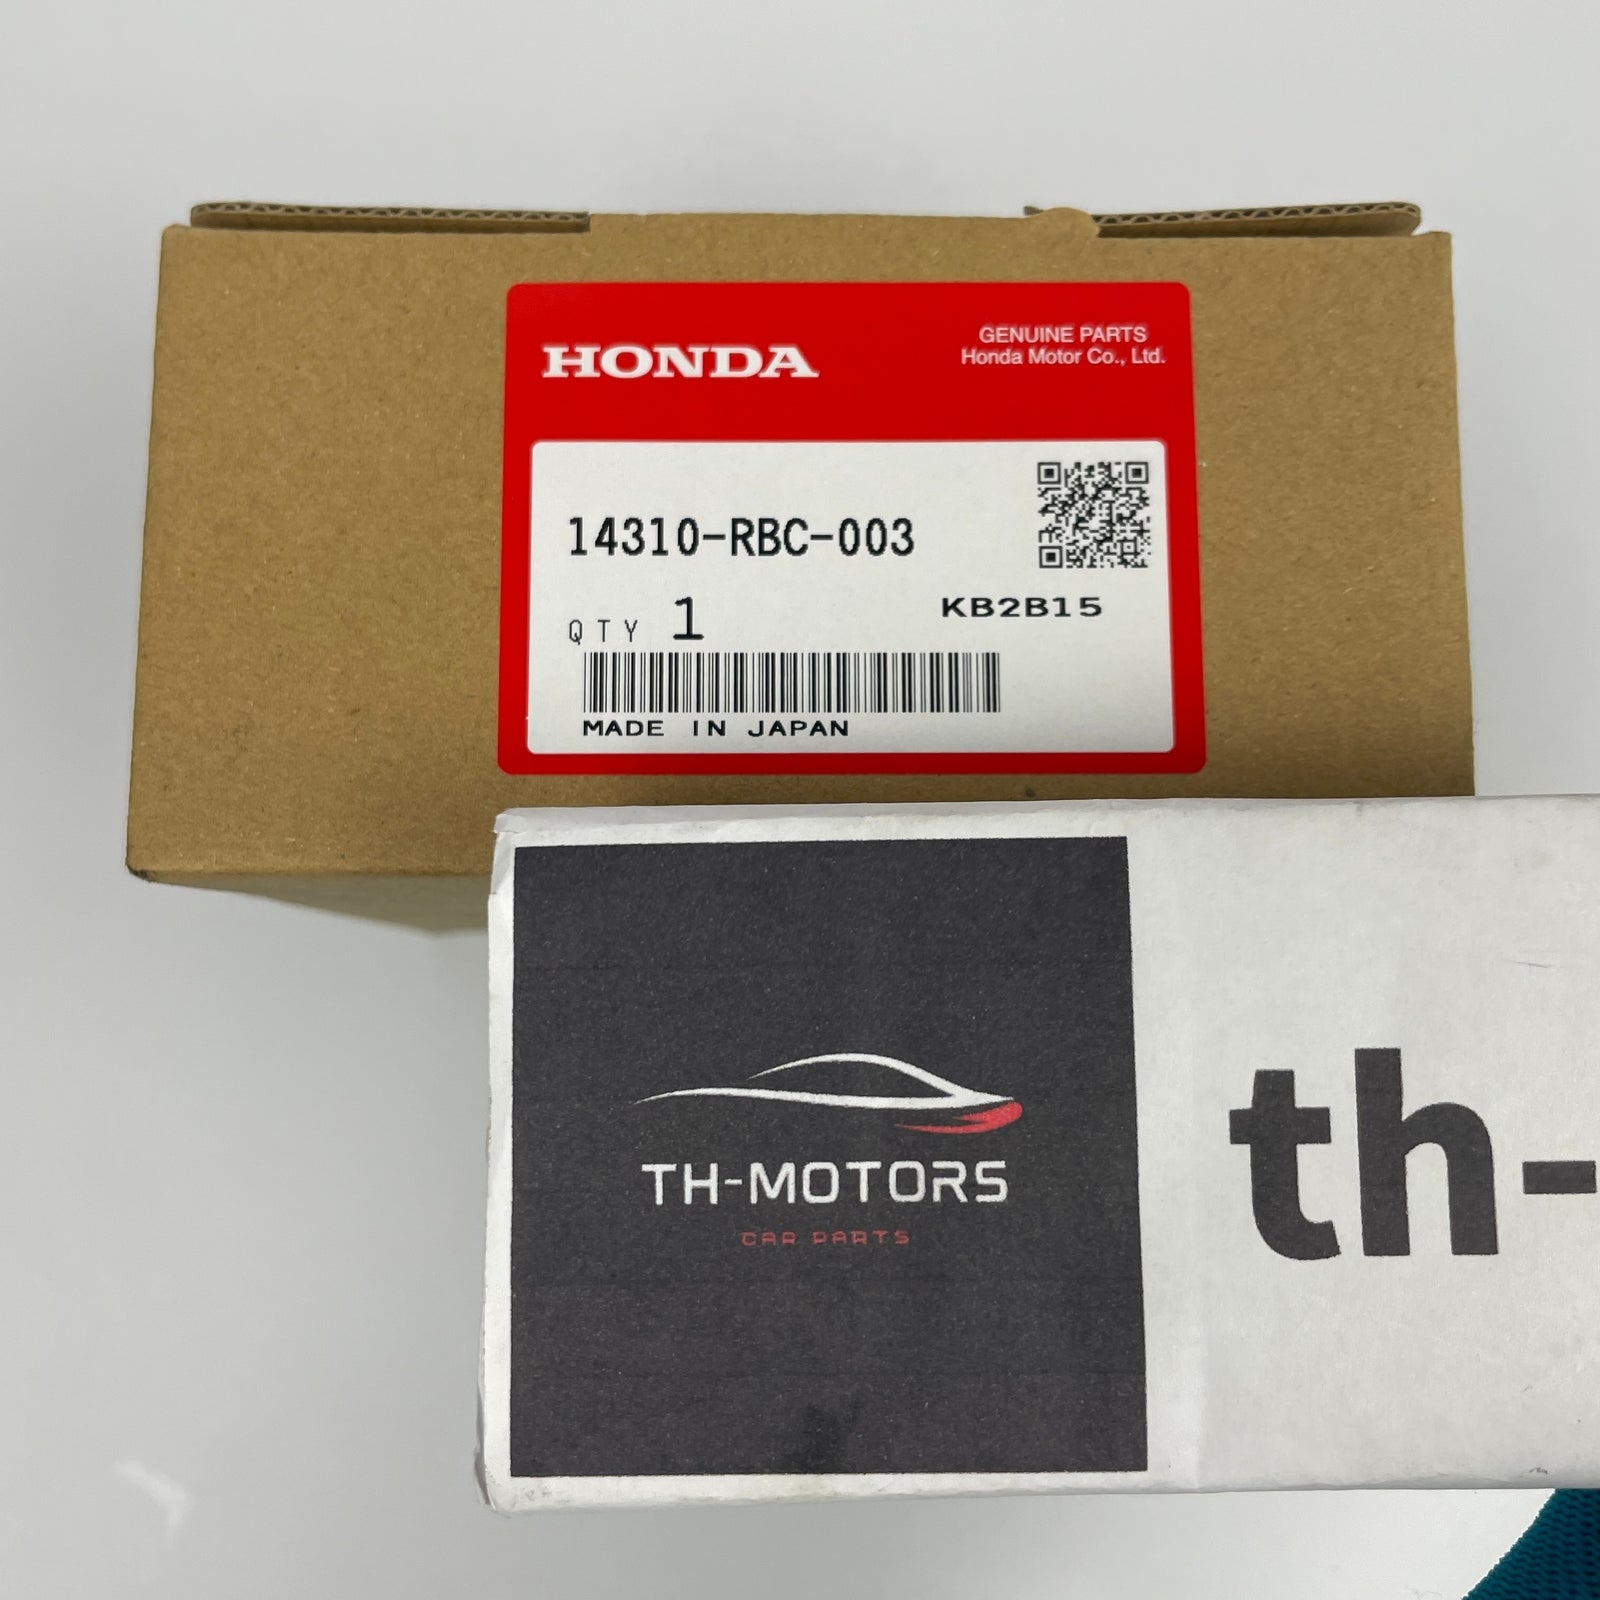 HONDA
GENUINE PARTS
Honda Motor Co., Ltd.
14310-RBC-003
QTY 1
KB2B15
MADE IN JAPAN
TH-MOTORS
CAR PARTS
th-